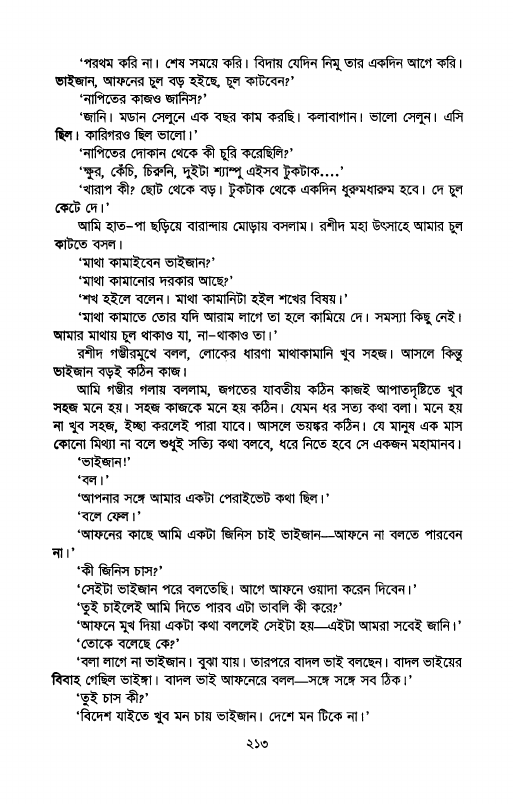 ‘পরথম করি না। শেষ সময়ে করি। বিদায় যেদিন নিমু তার একদিন আগে করি।
ভাইজান, আফনের চুল বড় হইছে, চুল কাটবেন?’
‘নাপিতের কাজও জানিস?’
‘জানি। মডান সেলুনে এক বছর কাম করছি। কলাবাগান। ভালো সেলুন। এসি
ছিল। কারিগরও ছিল ভালো।’
‘নাপিতের দোকান থেকে কী চুরি করেছিলি?’
‘ক্ষুর, কেঁচি, চিরুনি, দুইটা শ্যাম্পু এইসব টুকটাক....’
‘খারাপ কী? ছোট থেকে বড়। টুকটাক থেকে একদিন ধুরুমধারুম হবে। দে চুল
কেটে দে।’
আমি হাত-পা ছড়িয়ে বারান্দায় মোড়ায় বসলাম। রশীদ মহা উৎসাহে আমার চুল
কাটতে বসল।
‘মাথা কামাইবেন ভাইজান?’
‘মাথা কামানোর দরকার আছে?’
‘শখ হইলে বলেন। মাথা কামানিটা হইল শখের বিষয়।’
‘মাথা কামাতে তোর যদি আরাম লাগে তা হলে কামিয়ে দে। সমস্যা কিছু নেই।
আমার মাথায় চুল থাকাও যা, না-থাকাও তা।’
রশীদ গম্ভীরমুখে বলল, লোকের ধারণা মাথাকামানি খুব সহজ। আসলে কিন্তু
ভাইজান বড়ই কঠিন কাজ।
আমি গম্ভীর গলায় বললাম, জগতের যাবতীয় কঠিন কাজই আপাতদৃষ্টিতে খুব
সহজ মনে হয়। সহজ কাজকে মনে হয় কঠিন। যেমন ধর সত্য কথা বলা। মনে হয়
না খুব সহজ, ইচ্ছা করলেই পারা যাবে। আসলে ভয়ঙ্কর কঠিন। যে মানুষ এক মাস
কোনো মিথ্যা না বলে শুধুই সত্যি কথা বলবে, ধরে নিতে হবে সে একজন মহামানব।
‘ভাইজান!’
‘বল।’
‘আপনার সঙ্গে আমার একটা পেরাইভেট কথা ছিল।’
‘বলে ফেল।’
‘আফনের কাছে আমি একটা জিনিস চাই ভাইজান—আফনে না বলতে পারবেন
না।’
‘কী জিনিস চাস?’
‘সেইটা ভাইজান পরে বলতেছি। আগে আফনে ওয়াদা করেন দিবেন।’
‘তুই চাইলেই আমি দিতে পারব এটা ভাবলি কী করে?’
‘আফনে মুখ দিয়া একটা কথা বললেই সেইটা হয়—এইটা আমরা সবেই জানি।’
‘তোকে বলেছে কে?’
‘বলা লাগে না ভাইজান। বুঝা যায়। তারপরে বাদল ভাই বলছেন। বাদল ভাইয়ের
বিবাহ গেছিল ভাইঙ্গা। বাদল ভাই আফনেরে বলল—সঙ্গে সঙ্গে সব ঠিক।’
‘তুই চাস কী?’
‘বিদেশ যাইতে খুব মন চায় ভাইজান। দেশে মন টিকে না।’
২১৩